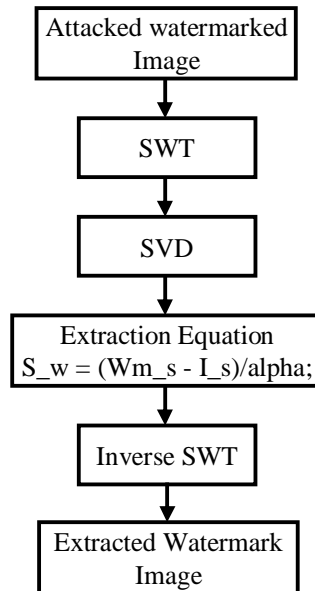 Attacked watermarked
Image
SWT
SVD
Extraction Equation
S_w = (Wm_s - I_s)/alpha;
Inverse SWT
Extracted Watermark
Image